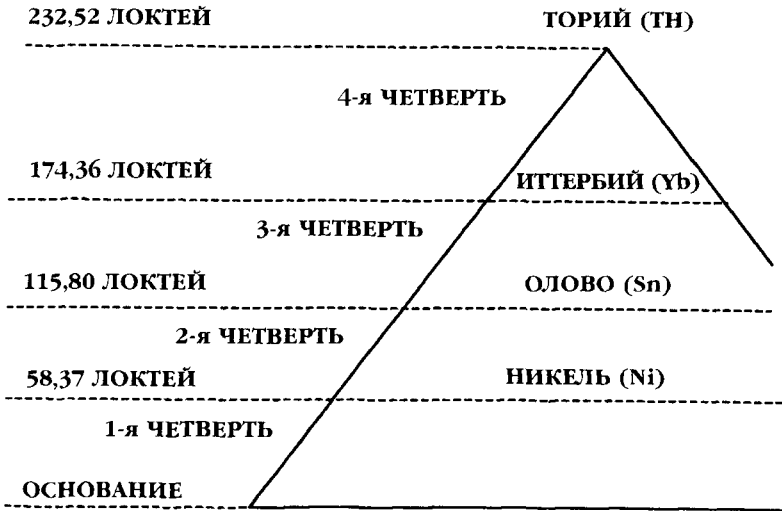 232,52 ЛОКТЕЙ
ТОРИЙ (TH)
4-я ЧЕТВЕРТЬ
174,36 ЛОКТЕЙ
ИТТЕРБИЙ (Yb)
3-я ЧЕТВЕРТЬ
115,80 ЛОКТЕЙ
ОЛОВО (Sn)
2-я ЧЕТВЕРТЬ
58,37 ЛОКТЕЙ
НИКЕЛЬ (Ni)
1-я ЧЕТВЕРТЬ
ОСНОВАНИЕ